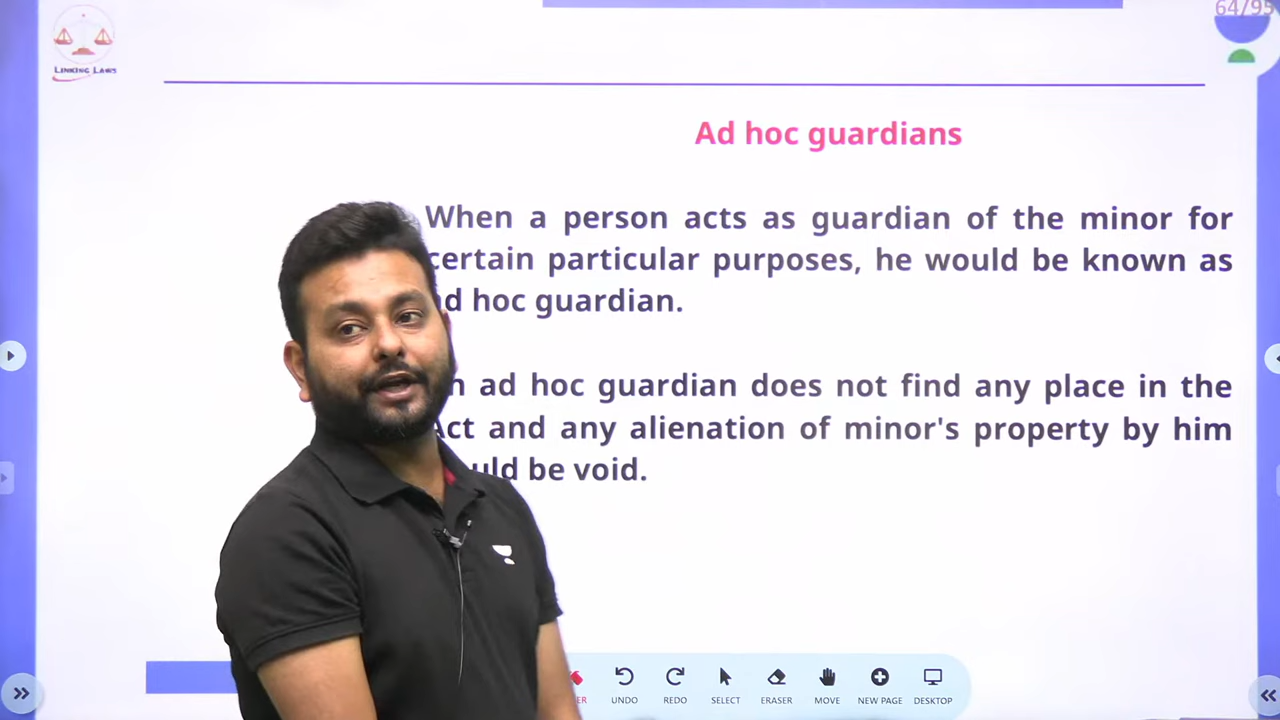 64/95
LINKING LAWS
Ad hoc guardians
When a person acts as guardian of the minor for
certain particular purposes, he would be known as
ad hoc guardian.
ad hoc guardian does not find any place in the
Act and any alienation of minor's property by him
be void.
UNDO
REDO
SELECT
ERASER
MOVE
NEW PAGE
DESKTOP